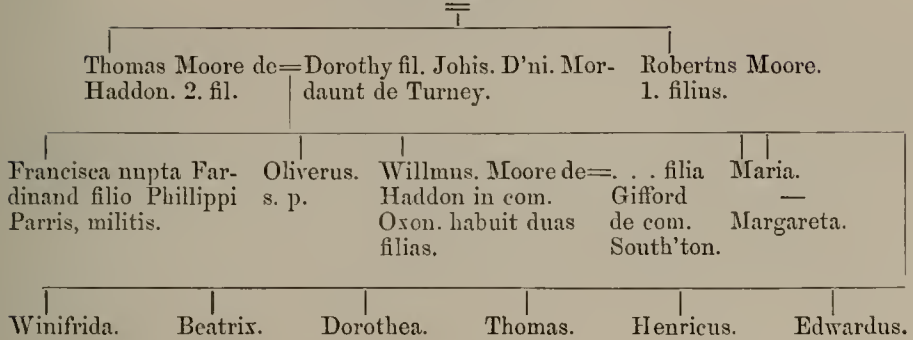 Thomas Moore de=Dorothy fil. Johis. D'ni. Mor-
Haddon. 2. fil.
daunt de Turney.
Robertus Moore.
1. filius.
Francisca nupta Far-
dinand filio Phillippi
Parris, militis.
Oliverus.
s. p.
Willmus. Moore de=. . . filia
Haddon in com.
Oxon. habuit duas
filias.
Gifford
de com.
South'ton.
Maria.
—
Margareta.
Winifrida. Beatrix. Dorothea. Thomas. Henricus. Edwardus.